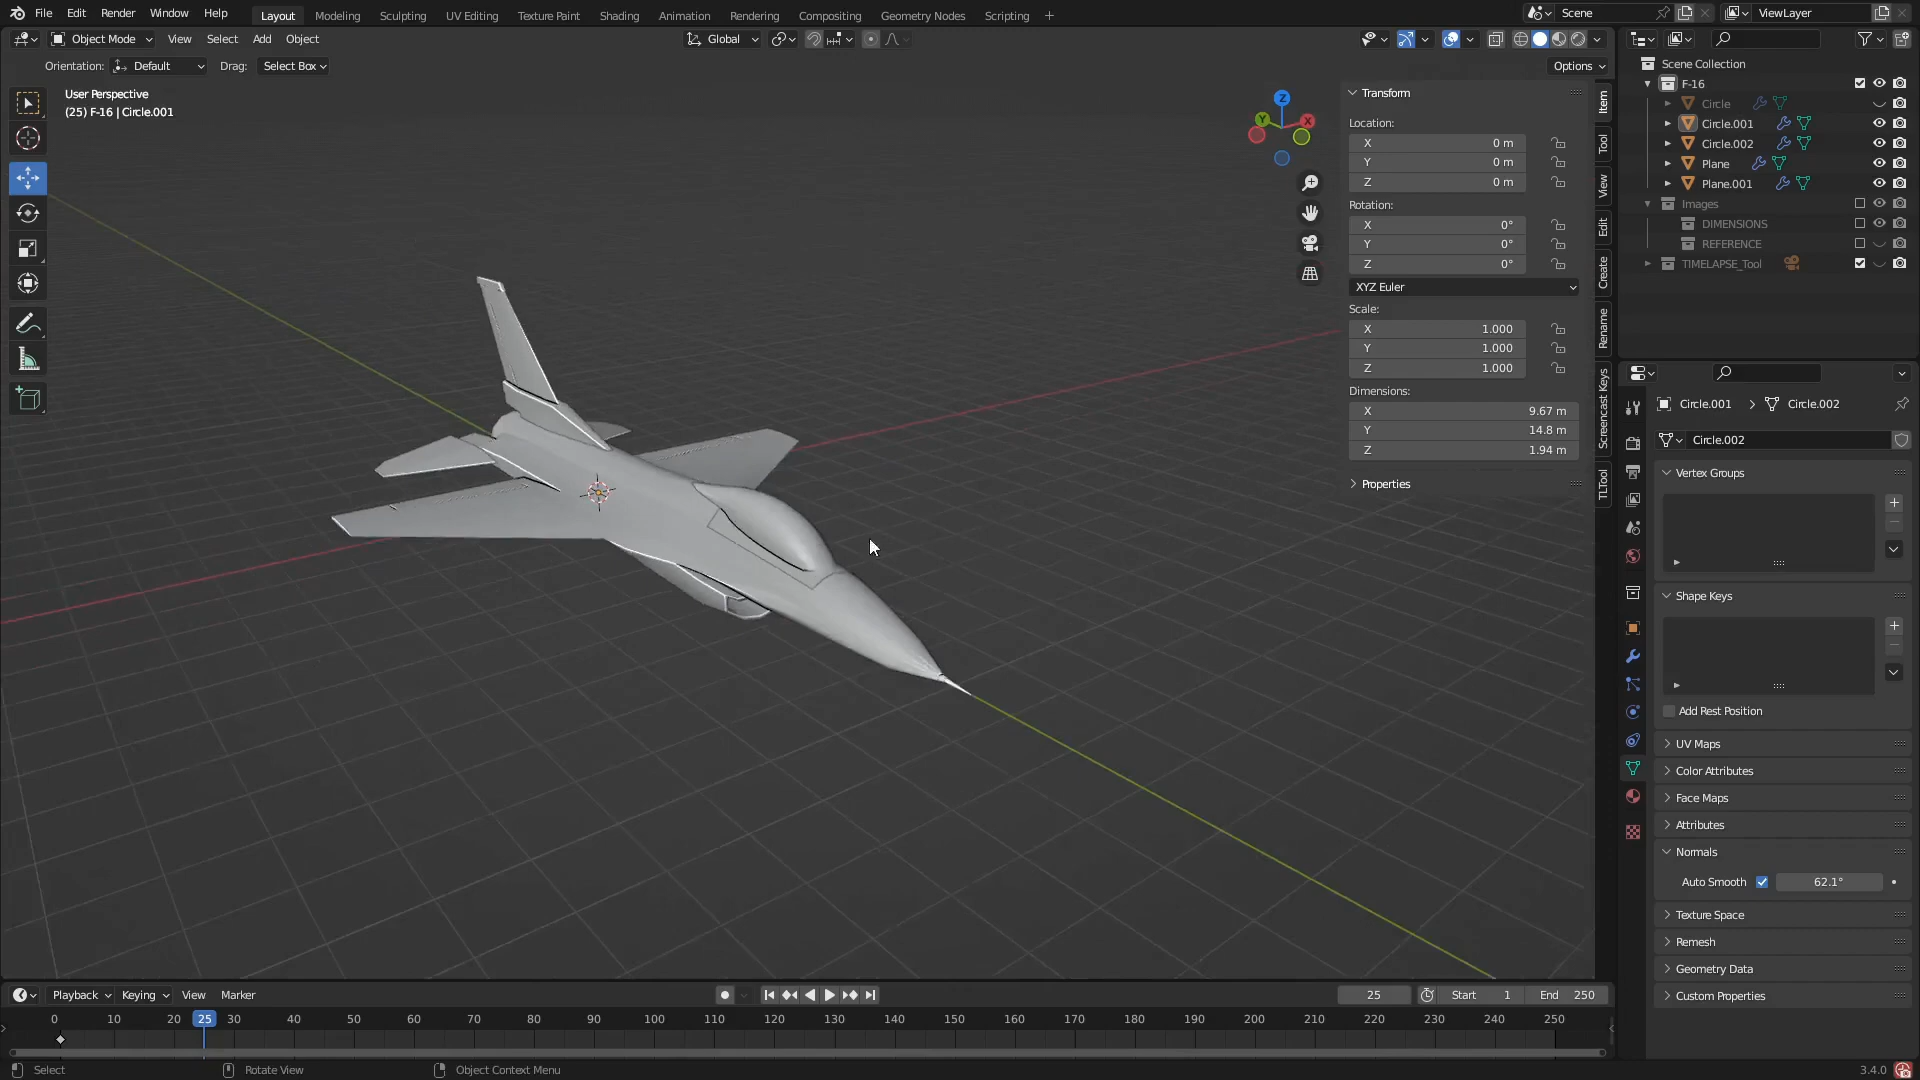 File Edit Render Window Help Layout Modeling Sculpting UV Editing Texture Paint Shading Animation Rendering Compositing Geometry Nodes Scripting + Scene ViewLayer
Object Mode View Select Add Object Global
Orientation: Default Drag: Select Box Options
User Perspective
(25) F-16 | Circle.001
Z
Y
X
Transform
Location:
X 0 m
Y 0 m
Z 0 m
Rotation:
X 0°
Y 0°
Z 0°
XYZ Euler
Scale:
X 1.000
Y 1.000
Z 1.000
Dimensions:
X 9.67 m
Y 14.8 m
Z 1.94 m
Properties
Item
Tool
View
Edit
Create
Rename
Screencast Keys
TLTool
Scene Collection
F-16
Circle
Circle.001
Circle.002
Plane
Plane.001
Images
DIMENSIONS
REFERENCE
TIMELAPSE_Tool
Circle.001 > Circle.002
Circle.002
Vertex Groups
Shape Keys
Add Rest Position
UV Maps
Color Attributes
Face Maps
Attributes
Normals
Auto Smooth 62.1°
Texture Space
Remesh
Geometry Data
Custom Properties
Playback Keying View Marker 25 Start 1 End 250
0 10 20 25 30 40 50 60 70 80 90 100 110 120 130 140 150 160 170 180 190 200 210 220 230 240 250
Select Rotate View Object Context Menu 3.4.0